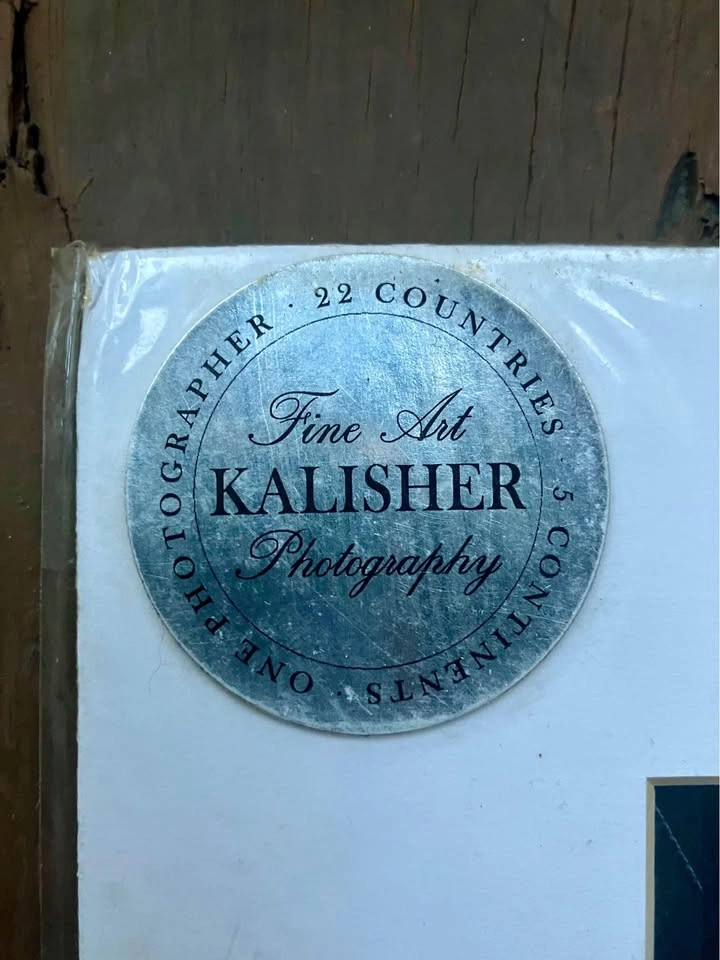 Fine Art
KALISHER
Photography
ONE PHOTOGRAPHER · 22 COUNTRIES · 5 CONTINENTS ·